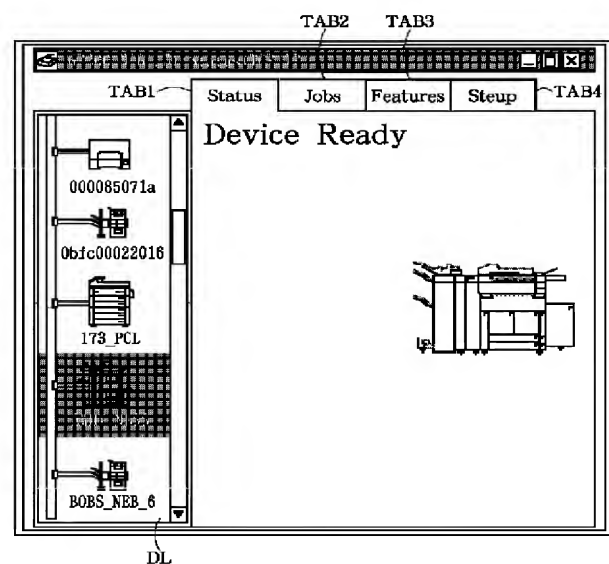 TAB2 TAB3
TAB1 Status Jobs Features Steup TAB4
Device Ready
000085071a
0bfc00022016
173_PCL
BOBS_NEB_6
DL